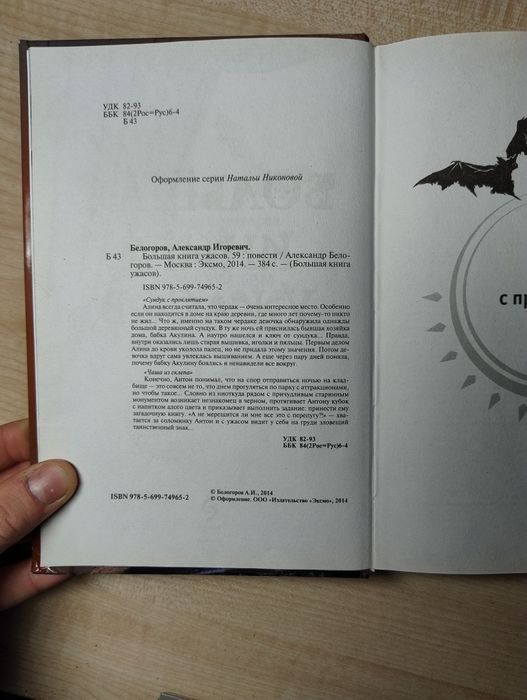 УДК 82-93
ББК 84(2Рос=Рус)6-4
Б 43
Оформление серии Натальи Никоновой
Белогоров, Александр Игоревич.
Б 43 Большая книга ужасов. 59 : повести / Александр Бело-
горов. — Москва : Эксмо, 2014. — 384 с. — (Большая книга
ужасов).
ISBN 978-5-699-74965-2
«Сундук с проклятием»
Алина всегда считала, что чердак — очень интересное место. Особенно
если он находится в доме на краю деревни, где много лет почему-то никто
не жил... Что ж, именно на таком чердаке девочка обнаружила однажды
большой деревянный сундук. В ту же ночь ей приснилась бывшая хозяйка
дома, бабка Акулина. А наутро нашелся и ключ от сундука... Правда,
внутри оказались лишь старая вышивка, иголки и пяльцы. Первым делом
Алина до крови уколола палец, но не придала этому значения. Потом де-
вочка вдруг сама увлеклась вышиванием. А еще через пару дней поняла,
почему бабку Акулину боялись и ненавидели все вокруг.
«Чаша из склепа»
Конечно, Антон понимал, что на спор отправиться ночью на клад-
бище — это совсем не то, что днем прогуляться по парку с аттракционами,
но чтобы такое... Словно из ниоткуда рядом с причудливым старинным
монументом возникает незнакомец в черном, протягивает Антону кубок
с напитком алого цвета и приказывает выполнить задание: принести ему
загадочную книгу. «А не мерещится ли мне все это с перепугу?!» — хва-
тается за соломинку Антон и с ужасом видит у себя на груди зловещий
таинственный знак...
УДК 82-93
ББК 84(2Рос=Рус)6-4
© Белогоров А.И., 2014
ISBN 978-5-699-74965-2 © Оформление. ООО «Издательство «Эксмо», 2014
с пр